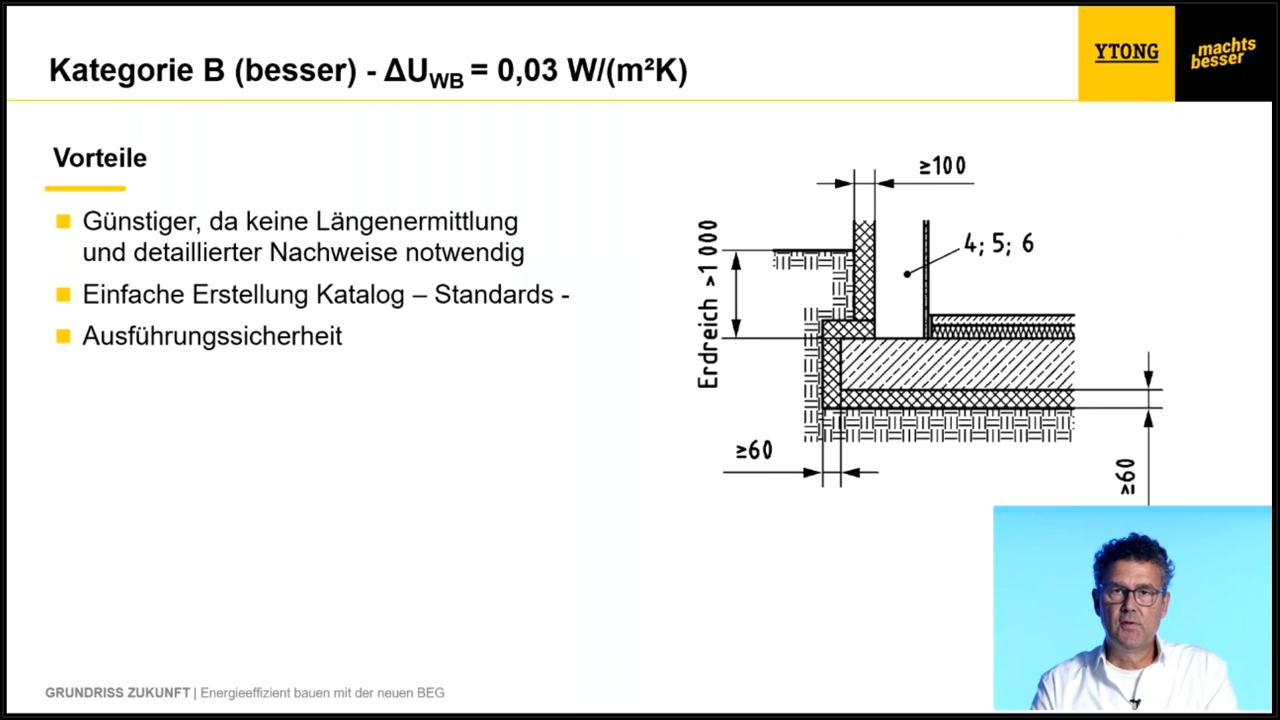 Kategorie B (besser) - ΔU_WB = 0,03 W/(m²K)
YTONG
machts
besser
Vorteile
Günstiger, da keine Längenermittlung
und detaillierter Nachweise notwendig
Einfache Erstellung Katalog – Standards -
Ausführungssicherheit
≥100
Erdreich >1 000
4; 5; 6
≥60
≥60
GRUNDRISS ZUKUNFT | Energieeffizient bauen mit der neuen BEG